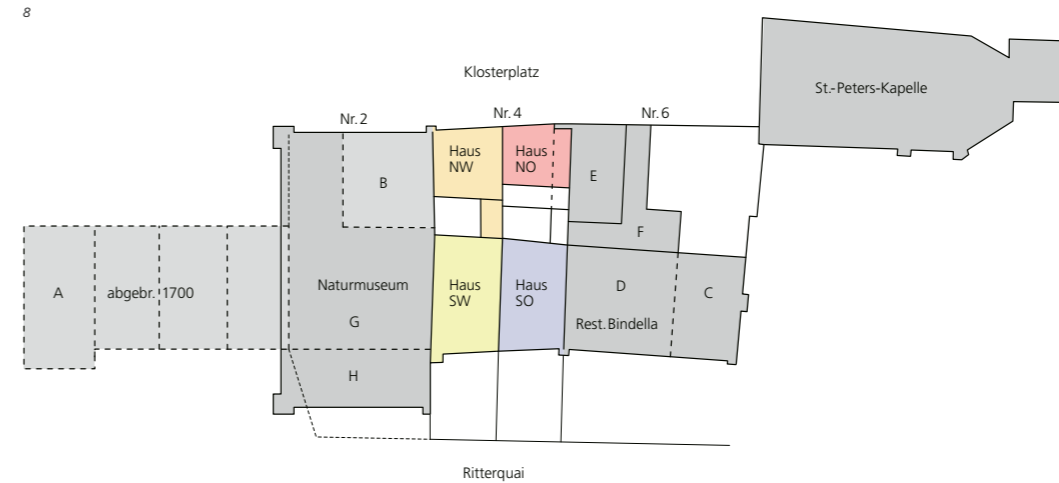 8
Klosterplatz
St.-Peters-Kapelle
Nr. 2
Nr. 4
Nr. 6
Haus
NW
Haus
NO
B
E
F
A
abgebr. 1700
Naturmuseum
G
Haus
SW
Haus
SO
D
C
Rest. Bindella
H
Ritterquai